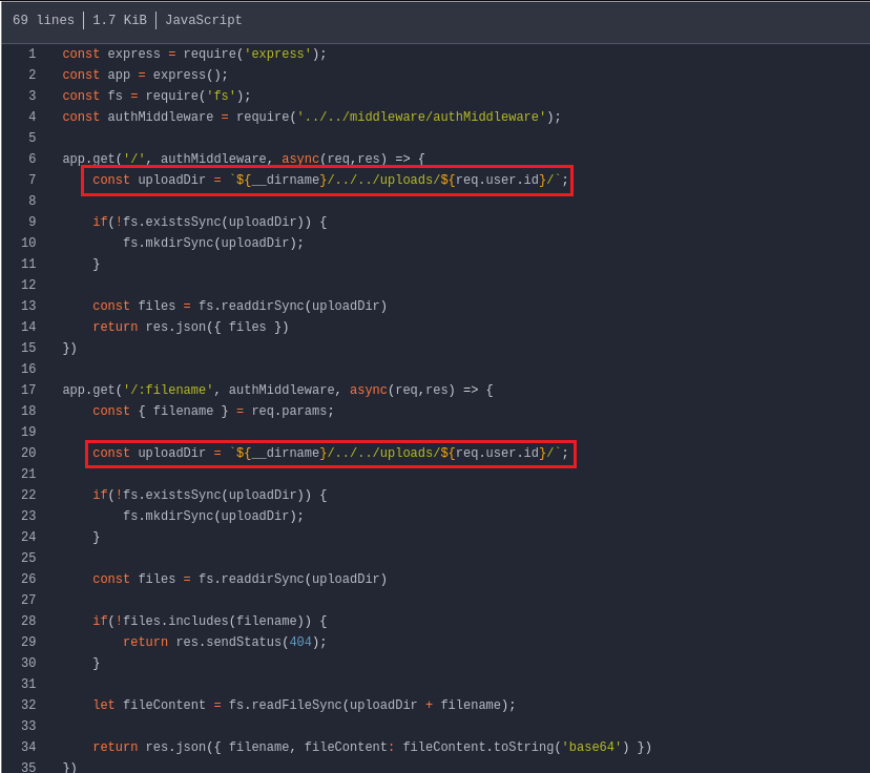 69 lines | 1.7 KiB | JavaScript
1 const express = require('express');
2 const app = express();
3 const fs = require('fs');
4 const authMiddleware = require('../../middleware/authMiddleware');
5
6 app.get('/', authMiddleware, async(req,res) => {
7     const uploadDir = `${__dirname}/../../uploads/${req.user.id}/`;
8
9     if(!fs.existsSync(uploadDir)) {
10         fs.mkdirSync(uploadDir);
11     }
12
13     const files = fs.readdirSync(uploadDir)
14     return res.json({ files })
15 })
16
17 app.get('/:filename', authMiddleware, async(req,res) => {
18     const { filename } = req.params;
19
20     const uploadDir = `${__dirname}/../../uploads/${req.user.id}/`;
21
22     if(!fs.existsSync(uploadDir)) {
23         fs.mkdirSync(uploadDir);
24     }
25
26     const files = fs.readdirSync(uploadDir)
27
28     if(!files.includes(filename)) {
29         return res.sendStatus(404);
30     }
31
32     let fileContent = fs.readFileSync(uploadDir + filename);
33
34     return res.json({ filename, fileContent: fileContent.toString('base64') })
35 })